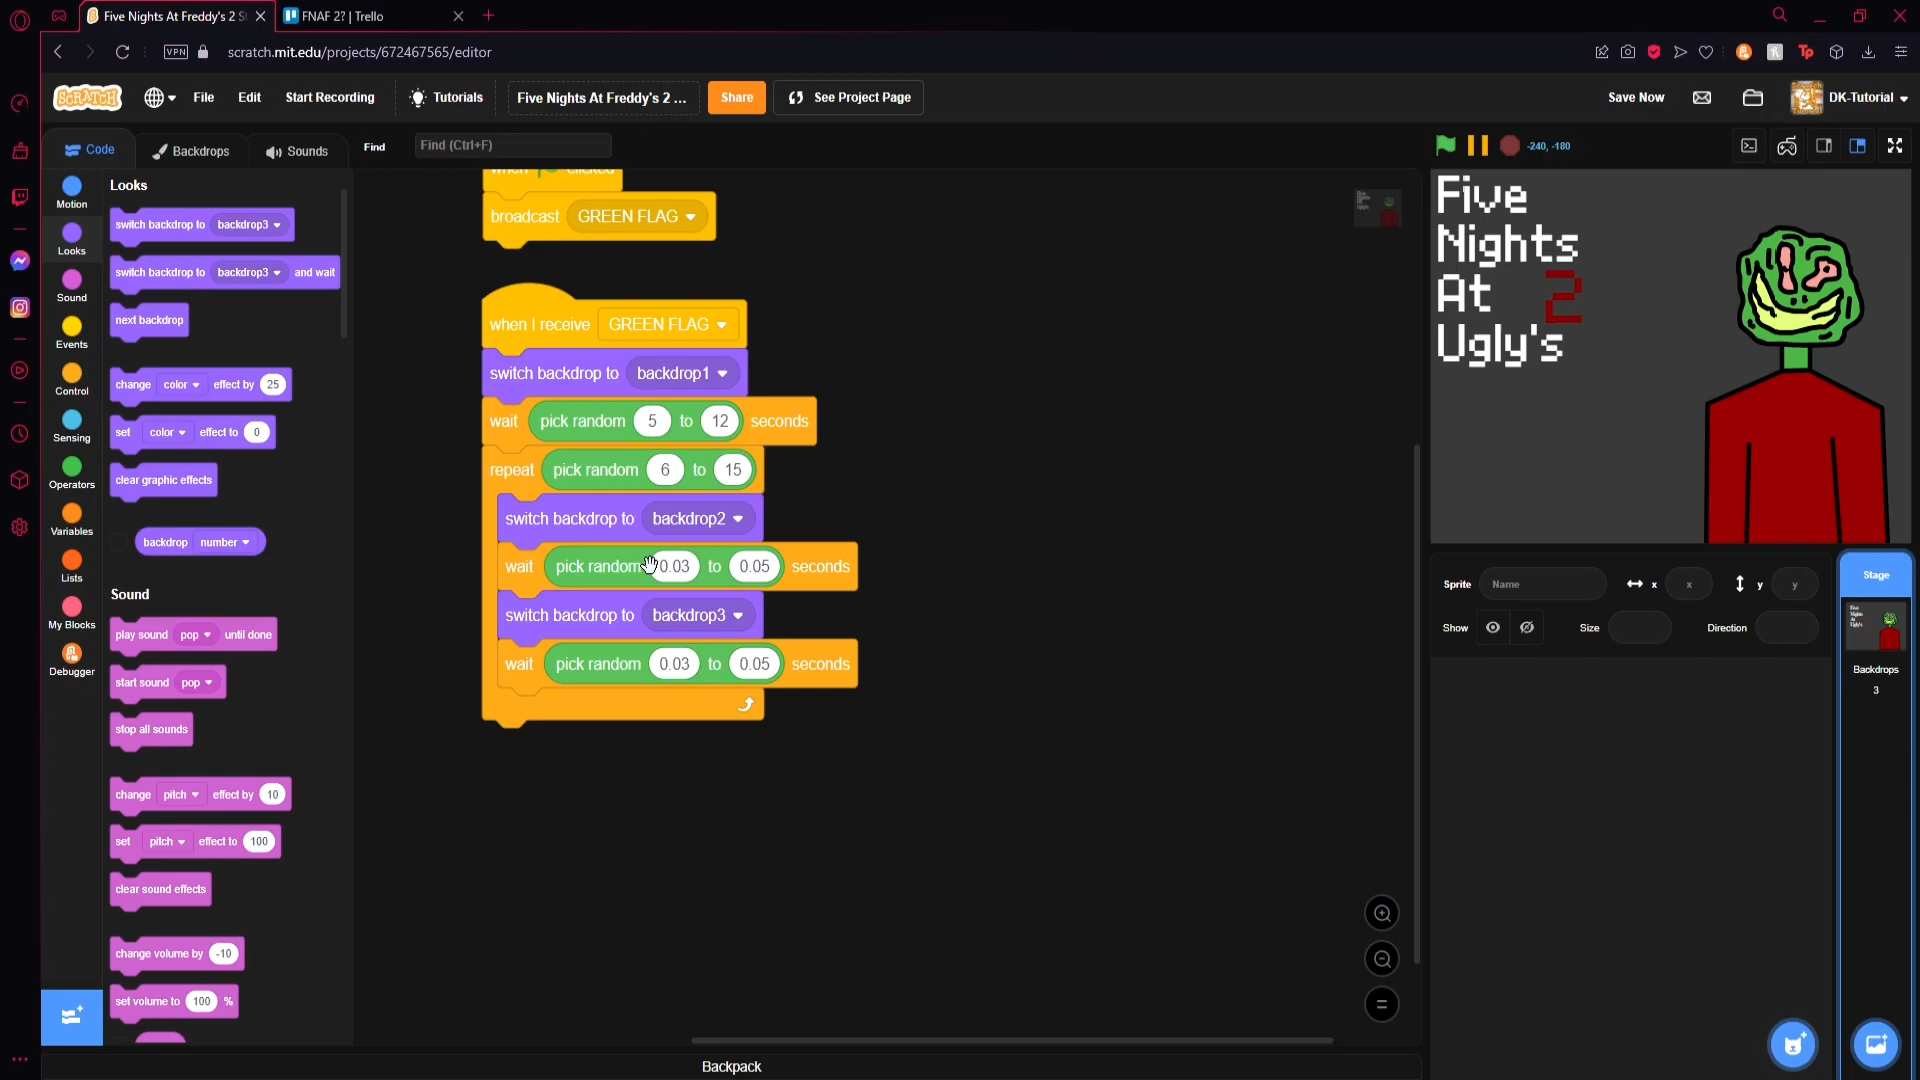 Five Nights At Freddy's 2 S
FNAF 2? | Trello
VPN
scratch.mit.edu/projects/672467565/editor
Tp
SCRATCH
File
Edit
Start Recording
Tutorials
Five Nights At Freddy's 2 ...
Share
See Project Page
Save Now
DK-Tutorial
Code
Backdrops
Sounds
Find
Find (Ctrl+F)
-240, -180
Motion
Looks
Sound
Events
Control
Sensing
Operators
Variables
Lists
My Blocks
Debugger
Looks
switch backdrop to backdrop3
switch backdrop to backdrop3 and wait
next backdrop
change color effect by 25
set color effect to 0
clear graphic effects
backdrop number
Sound
play sound pop until done
start sound pop
stop all sounds
change pitch effect by 10
set pitch effect to 100
clear sound effects
change volume by -10
set volume to 100 %
when clicked
broadcast GREEN FLAG
when I receive GREEN FLAG
switch backdrop to backdrop1
wait pick random 5 to 12 seconds
repeat pick random 6 to 15
switch backdrop to backdrop2
wait pick random 0.03 to 0.05 seconds
switch backdrop to backdrop3
wait pick random 0.03 to 0.05 seconds
Backpack
Five
Nights
At 2
Ugly's
Sprite
Name
x
x
y
y
Show
Size
Direction
Stage
Five
Nights
At
Ugly's
Backdrops
3